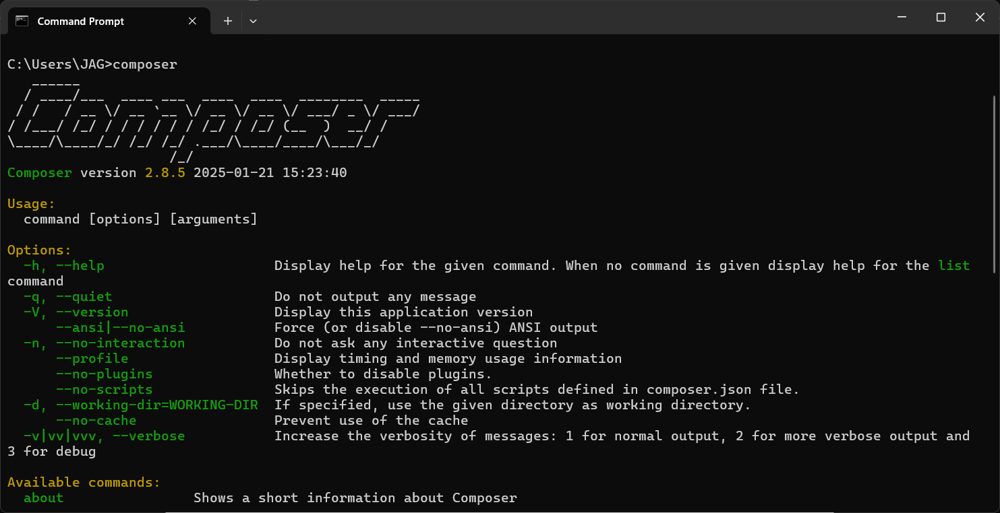 Command Prompt
C:\Users\JAG>composer
   ______
  / ____/___  ____ ___  ____  ____  ________  _____
 / /   / __ \/ __ `__ \/ __ \/ __ \/ ___/ _ \/ ___/
/ /___/ /_/ / / / / / / /_/ / /_/ (__  )  __/ /
\____/\____/_/ /_/ /_/ .___/\____/____/\___/_/
                    /_/
Composer version 2.8.5 2025-01-21 15:23:40
Usage:
  command [options] [arguments]
Options:
  -h, --help                     Display help for the given command. When no command is given display help for the list
command
  -q, --quiet                    Do not output any message
  -V, --version                  Display this application version
      --ansi|--no-ansi           Force (or disable --no-ansi) ANSI output
  -n, --no-interaction           Do not ask any interactive question
      --profile                  Display timing and memory usage information
      --no-plugins               Whether to disable plugins.
      --no-scripts               Skips the execution of all scripts defined in composer.json file.
  -d, --working-dir=WORKING-DIR  If specified, use the given directory as working directory.
      --no-cache                 Prevent use of the cache
  -v|vv|vvv, --verbose           Increase the verbosity of messages: 1 for normal output, 2 for more verbose output and
3 for debug
Available commands:
  about                Shows a short information about Composer